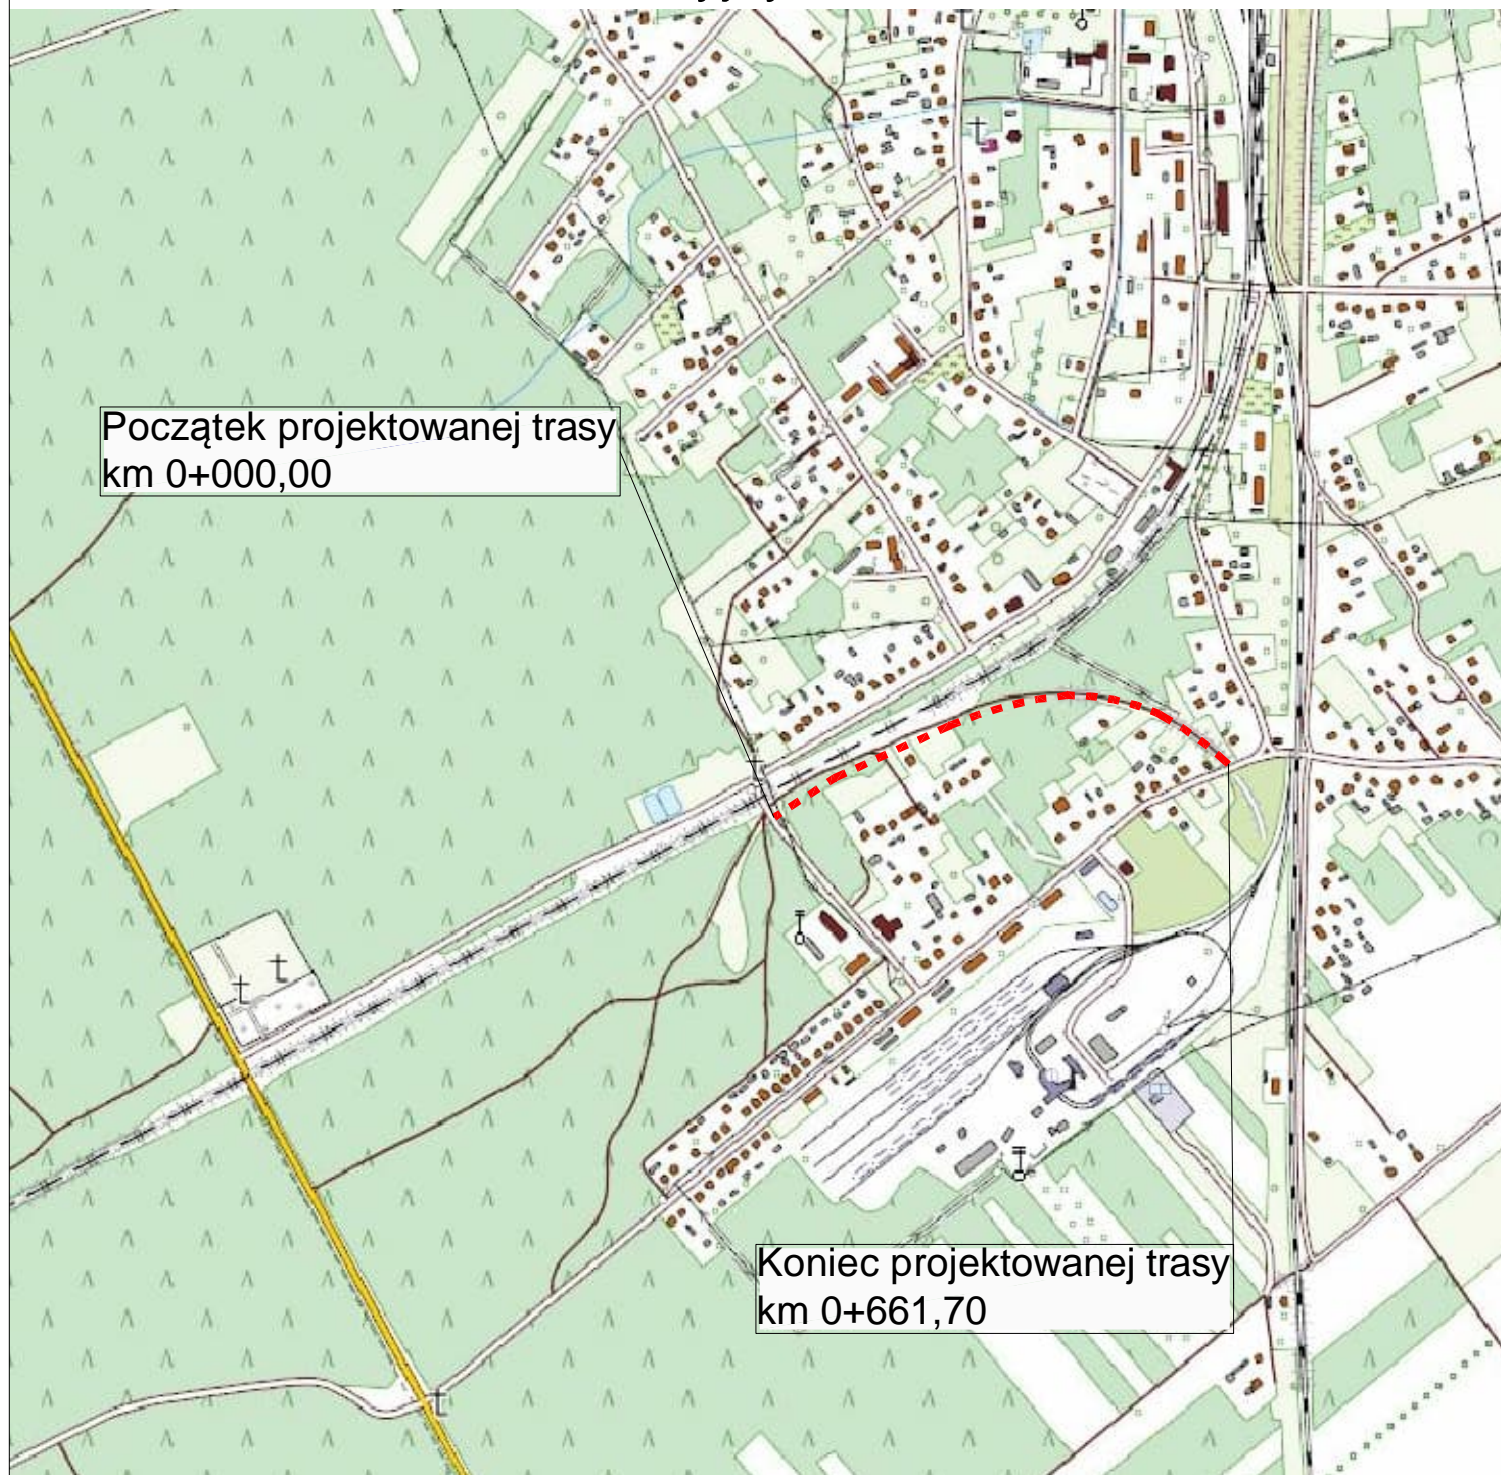 Początek projektowanej trasy
km 0+000,00
Koniec projektowanej trasy
km 0+661,70